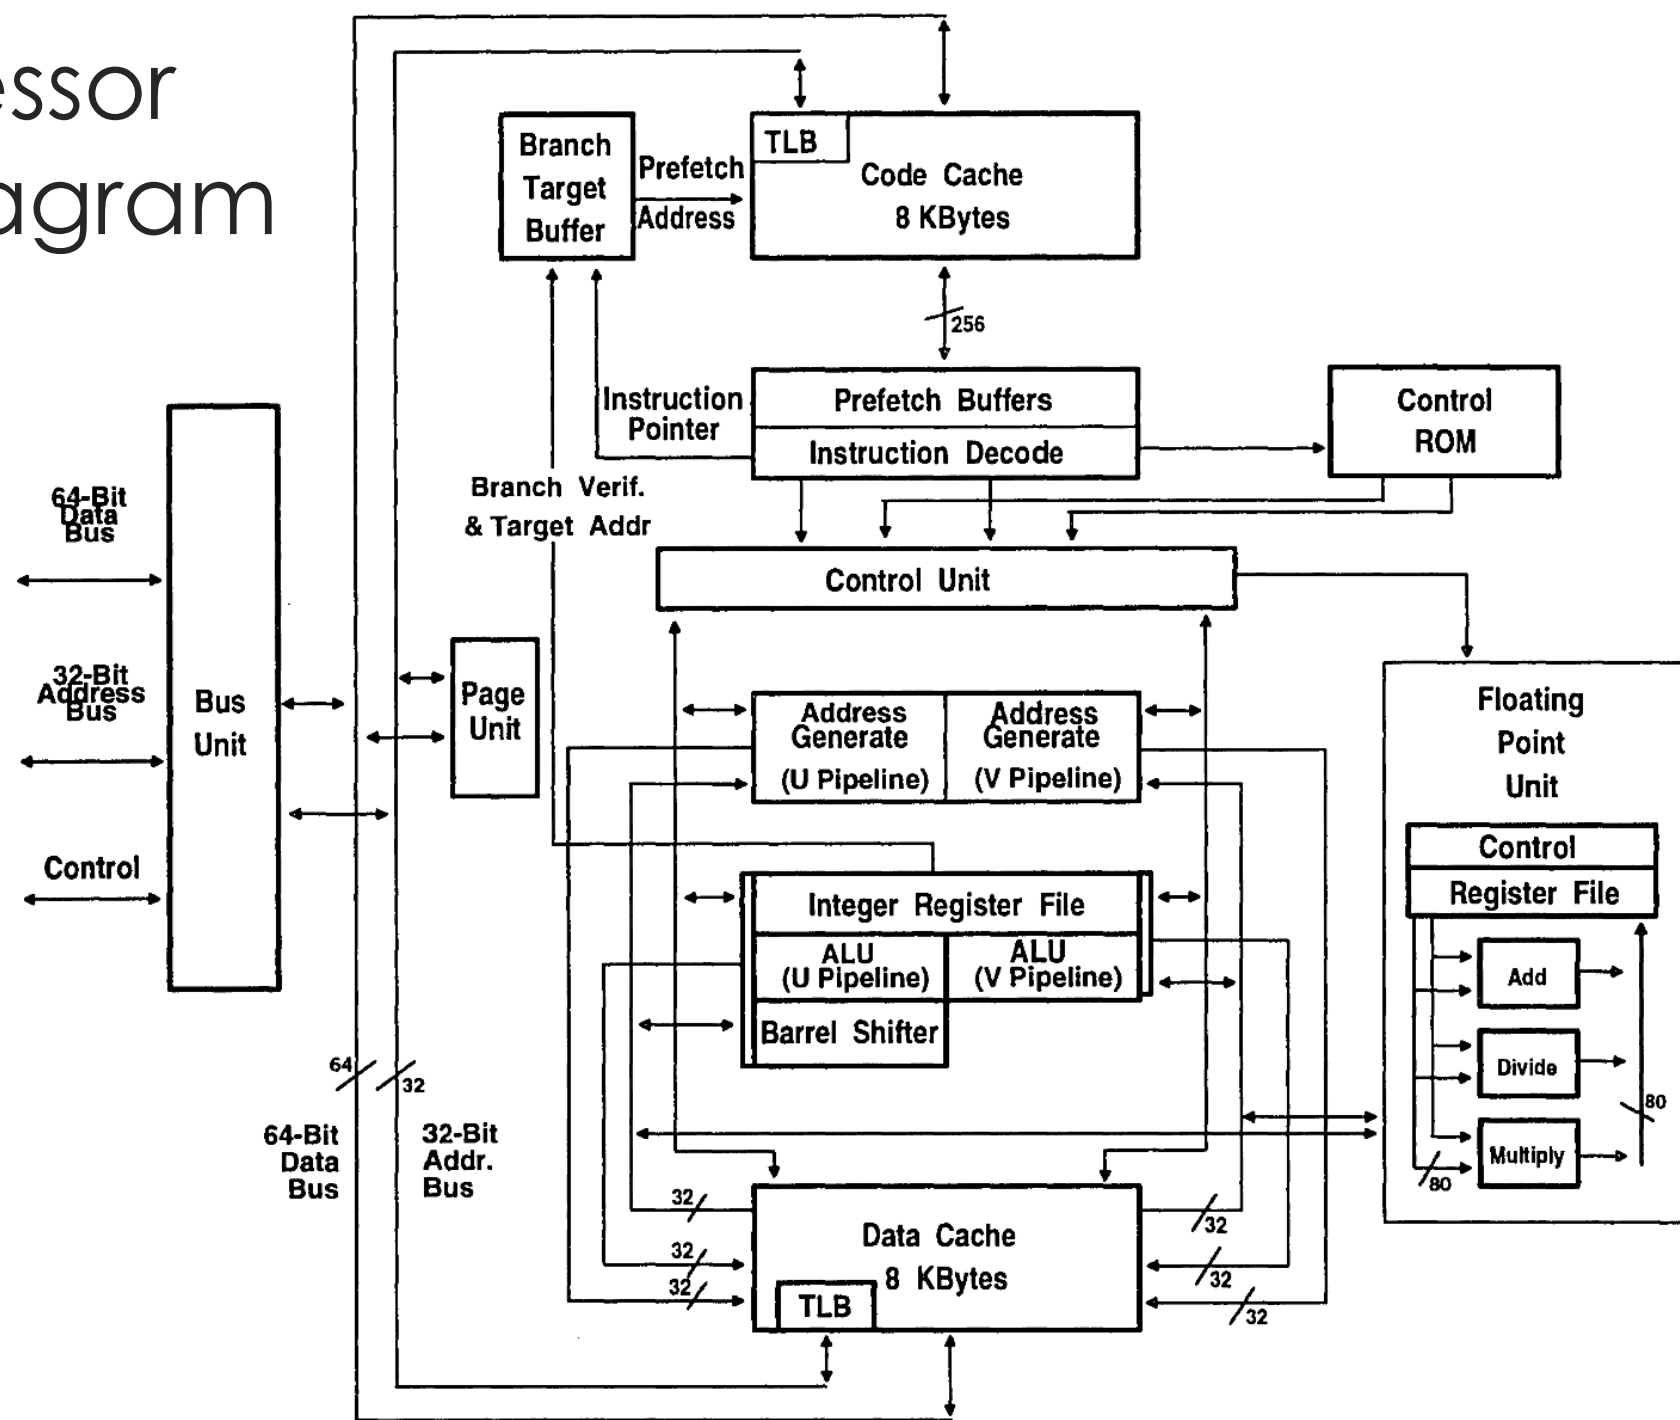 essor
agram
Branch
Target
Buffer
Prefetch
Address
TLB
Code Cache
8 KBytes
256
Instruction
Pointer
Prefetch Buffers
Instruction Decode
Control
ROM
Branch Verif.
& Target Addr
64-Bit
Data
Bus
32-Bit
Address
Bus
Control
Bus
Unit
Page
Unit
Control Unit
Address
Generate
(U Pipeline)
Address
Generate
(V Pipeline)
Integer Register File
ALU
(U Pipeline)
ALU
(V Pipeline)
Barrel Shifter
Floating
Point
Unit
Control
Register File
Add
Divide
Multiply
80
80
64
32
64-Bit
Data
Bus
32-Bit
Addr.
Bus
32
32
32
Data Cache
8 KBytes
TLB
32
32
32